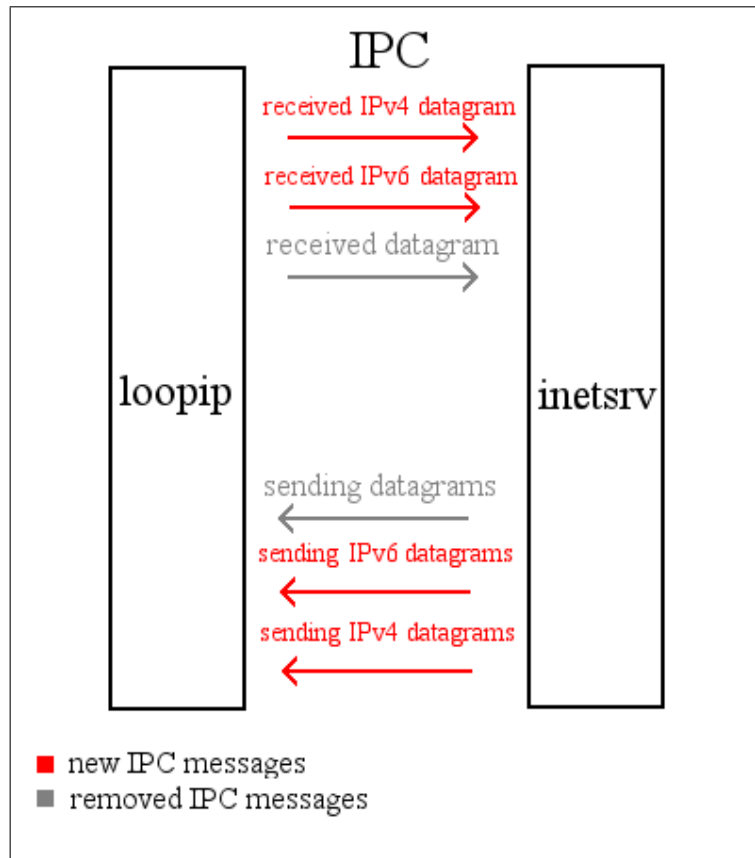 IPC
received IPv4 datagram
received IPv6 datagram
received datagram
loopip
inetsrv
sending datagrams
sending IPv6 datagrams
sending IPv4 datagrams
new IPC messages
removed IPC messages